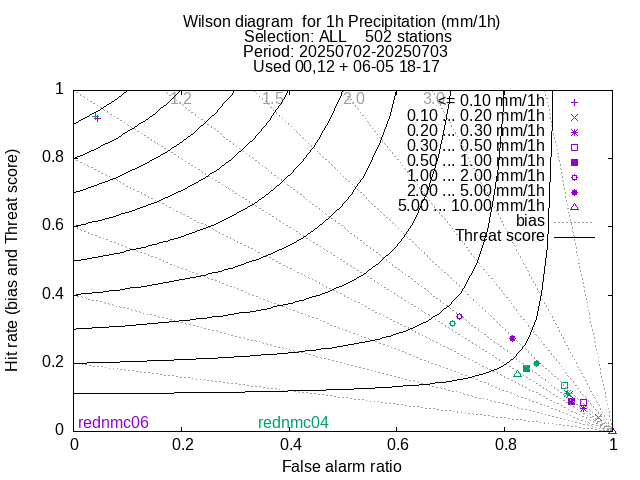 Wilson diagram  for 1h Precipitation (mm/1h)
Selection: ALL    502 stations
Period: 20250702-20250703
Used 00,12 + 06-05 18-17
1.2 1.5 2.0 3.0
<= 0.10 mm/1h
0.10 ... 0.20 mm/1h
0.20 ... 0.30 mm/1h
0.30 ... 0.50 mm/1h
0.50 ... 1.00 mm/1h
1.00 ... 2.00 mm/1h
2.00 ... 5.00 mm/1h
5.00 ... 10.00 mm/1h
bias
Threat score
1
0.8
0.6
0.4
0.2
0
Hit rate (bias and Threat score)
rednmc06 rednmc04
0 0.2 0.4 0.6 0.8 1
False alarm ratio